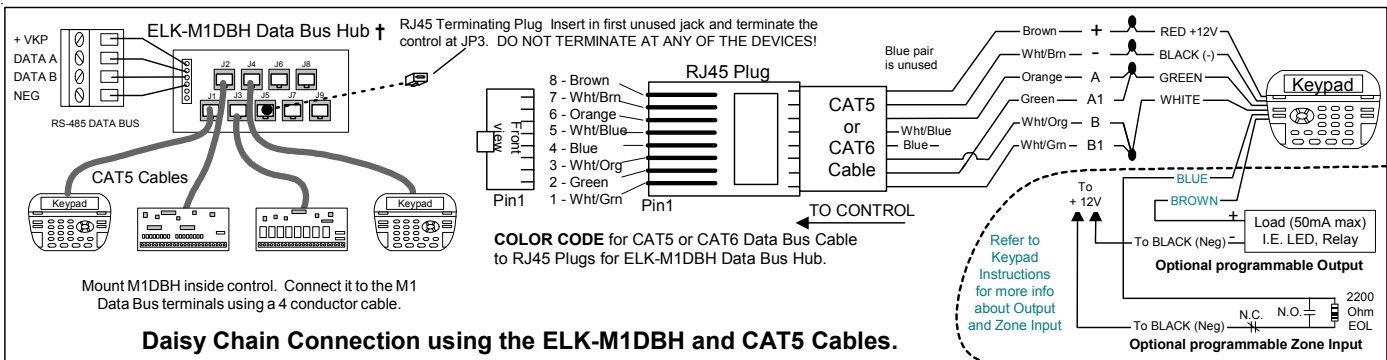 ELK-M1DBH Data Bus Hub †
RJ45 Terminating Plug Insert in first unused jack and terminate the
control at JP3. DO NOT TERMINATE AT ANY OF THE DEVICES!
+ VKP
DATA A
DATA B
NEG
RS-485 DATA BUS
J2
J4
J6
J8
J1
J3
J5
J7
J9
CAT5 Cables
Keypad
Keypad
Mount M1DBH inside control. Connect it to the M1
Data Bus terminals using a 4 conductor cable.
Front
view
Pin1
8 - Brown
7 - Wht/Brn
6 - Orange
5 - Wht/Blue
4 - Blue
3 - Wht/Org
2 - Green
1 - Wht/Grn
RJ45 Plug
Pin1
CAT5
or
CAT6
Cable
TO CONTROL
COLOR CODE for CAT5 or CAT6 Data Bus Cable
to RJ45 Plugs for ELK-M1DBH Data Bus Hub.
Blue pair
is unused
Wht/Blue
Blue
Brown + RED +12V
Wht/Brn - BLACK (-)
Orange A GREEN
Green A1 WHITE
Wht/Org B
Wht/Grn B1
Keypad
BLUE
BROWN
To
+ 12V
+
-
To BLACK (Neg)
Load (50mA max)
I.E. LED, Relay
Optional programmable Output
Refer to
Keypad
Instructions
for more info
about Output
and Zone Input
To BLACK (Neg)
N.C.
N.O.
2200
Ohm
EOL
Optional programmable Zone Input
Daisy Chain Connection using the ELK-M1DBH and CAT5 Cables.